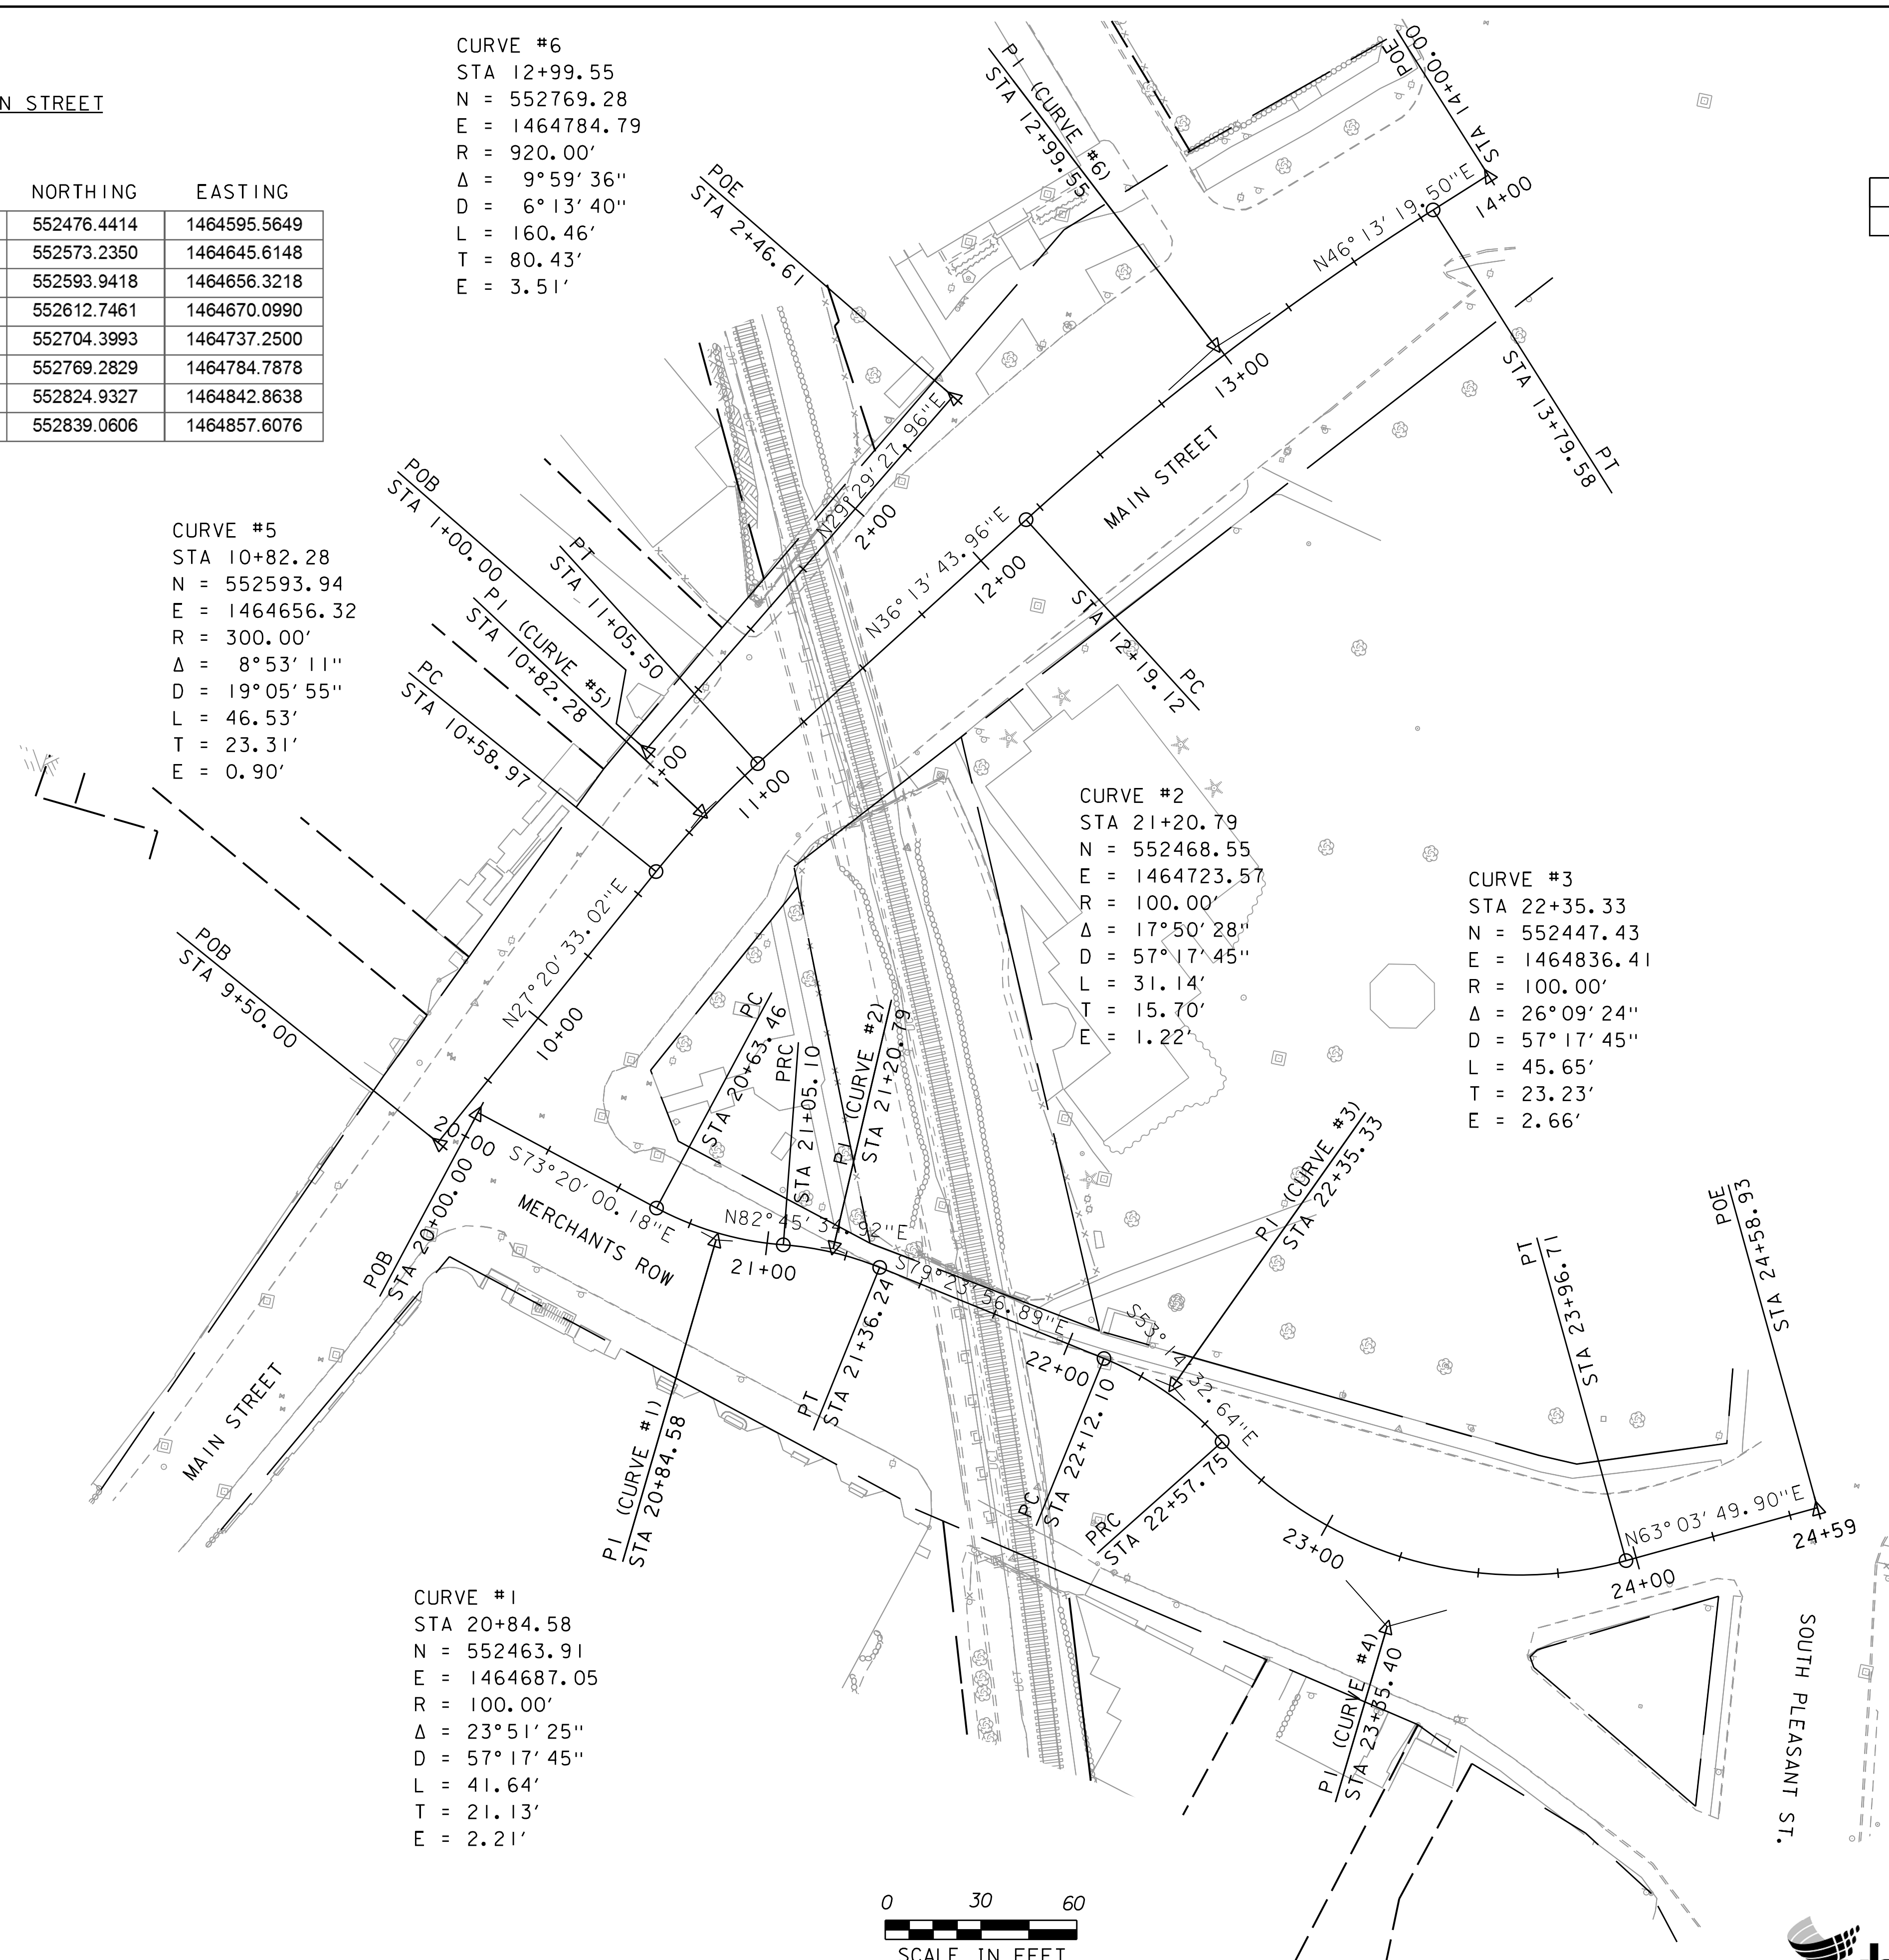 N STREET
NORTHING EASTING
552476.4414 1464595.5649
552573.2350 1464645.6148
552593.9418 1464656.3218
552612.7461 1464670.0990
552704.3993 1464737.2500
552769.2829 1464784.7878
552824.9327 1464842.8638
552839.0606 1464857.6076
CURVE #6
STA 12+99.55
N = 552769.28
E = 1464784.79
R = 920.00'
Δ = 9°59'36"
D = 6°13'40"
L = 160.46'
T = 80.43'
E = 3.51'
PI (CURVE #6)
STA 12+99.55
POE
STA 14+00.00
POE
STA 2+46.61
N46°13'19.50"E
14+00
13+00
PT
STA 13+79.58
MAIN STREET
N29°29'27.96"E
2+00
POB
STA 1+00.00
PT
STA 11+05.50
PI (CURVE #5)
STA 10+82.28
PC
STA 10+58.97
CURVE #5
STA 10+82.28
N = 552593.94
E = 1464656.32
R = 300.00'
Δ = 8°53'11"
D = 19°05'55"
L = 46.53'
T = 23.31'
E = 0.90'
N36°13'43.96"E
12+00
PC
STA 12+19.12
1+00
11+00
CURVE #2
STA 21+20.79
N = 552468.55
E = 1464723.57
R = 100.00'
Δ = 17°50'28"
D = 57°17'45"
L = 31.14'
T = 15.70'
E = 1.22'
CURVE #3
STA 22+35.33
N = 552447.43
E = 1464836.41
R = 100.00'
Δ = 26°09'24"
D = 57°17'45"
L = 45.65'
T = 23.23'
E = 2.66'
POB
STA 9+50.00
N27°20'33.02"E
10+00
PC
STA 20+63.46
PRC
STA 21+05.10
PI (CURVE #2)
STA 21+20.79
20+00
POB
STA 20+00.00
S73°20'00.18"E
MERCHANTS ROW
N82°45'34.92"E
21+00
S79°23'56.89"E
22+00
PI (CURVE #3)
STA 22+35.33
S53°14'32.64"E
PT
STA 23+96.71
POE
STA 24+58.93
MAIN STREET
PI (CURVE #1)
STA 20+84.58
PT
STA 21+36.24
PC
STA 22+12.10
PRC
STA 22+57.75
23+00
N63°03'49.90"E
24+59
24+00
PI (CURVE #4)
STA 23+35.40
SOUTH PLEASANT ST.
CURVE #1
STA 20+84.58
N = 552463.91
E = 1464687.05
R = 100.00'
Δ = 23°51'25"
D = 57°17'45"
L = 41.64'
T = 21.13'
E = 2.21'
0 30 60
SCALE IN FEET